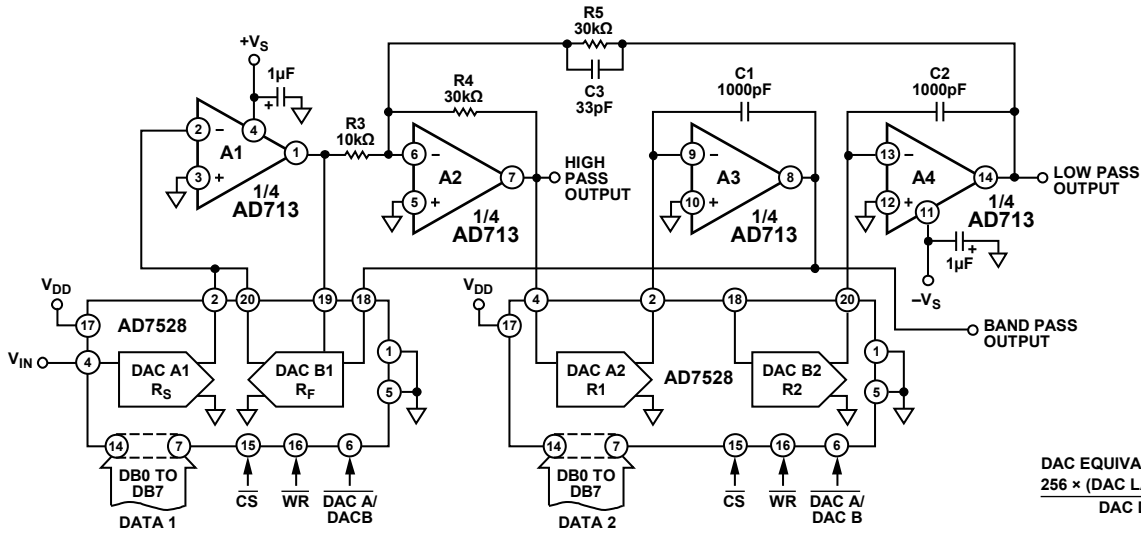 R5
30kΩ
C3
33pF
+VS
1µF
+
R4
30kΩ
C1
1000pF
C2
1000pF
2
–
4
A1
1
3
+
1/4
AD713
R3
10kΩ
6
–
A2
7
5
+
1/4
AD713
HIGH
PASS
OUTPUT
9
–
A3
8
10
+
1/4
AD713
13
–
A4
14
12
+
11
1/4
AD713
LOW PASS
OUTPUT
+
1µF
–VS
BAND PASS
OUTPUT
VDD
17
2
20
19
18
AD7528
VIN
4
DAC A1
RS
DAC B1
RF
1
5
14
7
15
16
6
DB0 TO
DB7
DATA 1
CS
WR
DAC A/
DACB
VDD
17
4
2
18
20
DAC A2
R1
AD7528
DAC B2
R2
1
5
14
7
15
16
6
DB0 TO
DB7
DATA 2
CS
WR
DAC A/
DAC B
DAC EQUIVA
256 × (DAC L
DAC